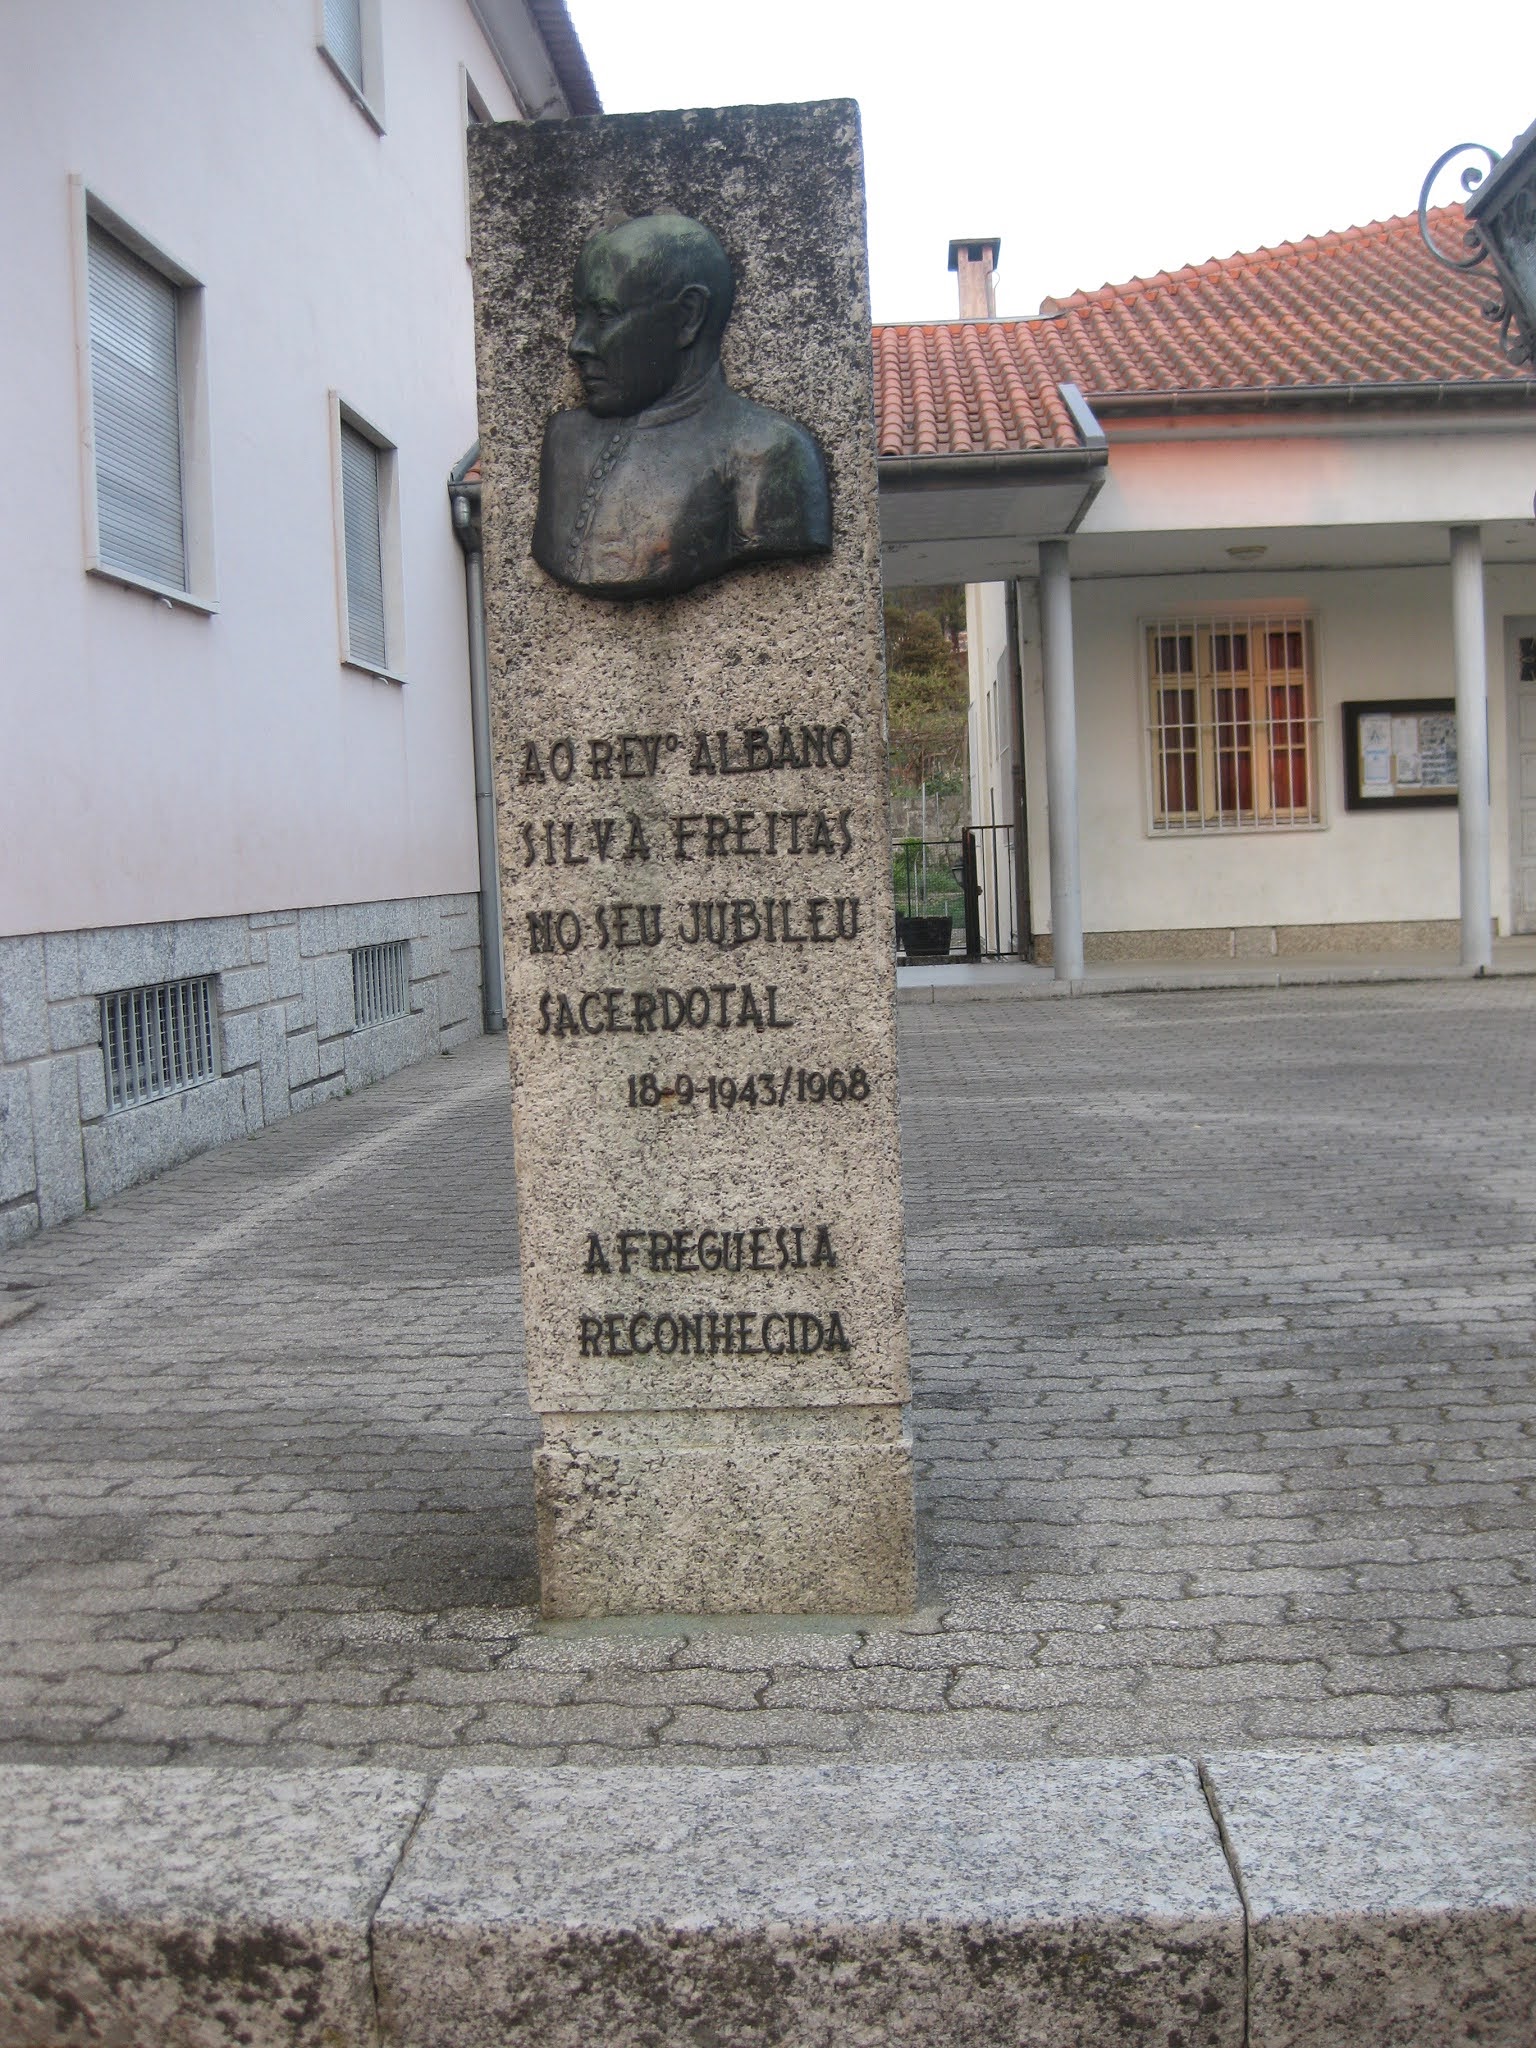 AO REVº ALBANO
SILVA FREITAS
NO SEU JUBILEU
SACERDOTAL
18-9-1943/1968
A FREGUESIA
RECONHECIDA